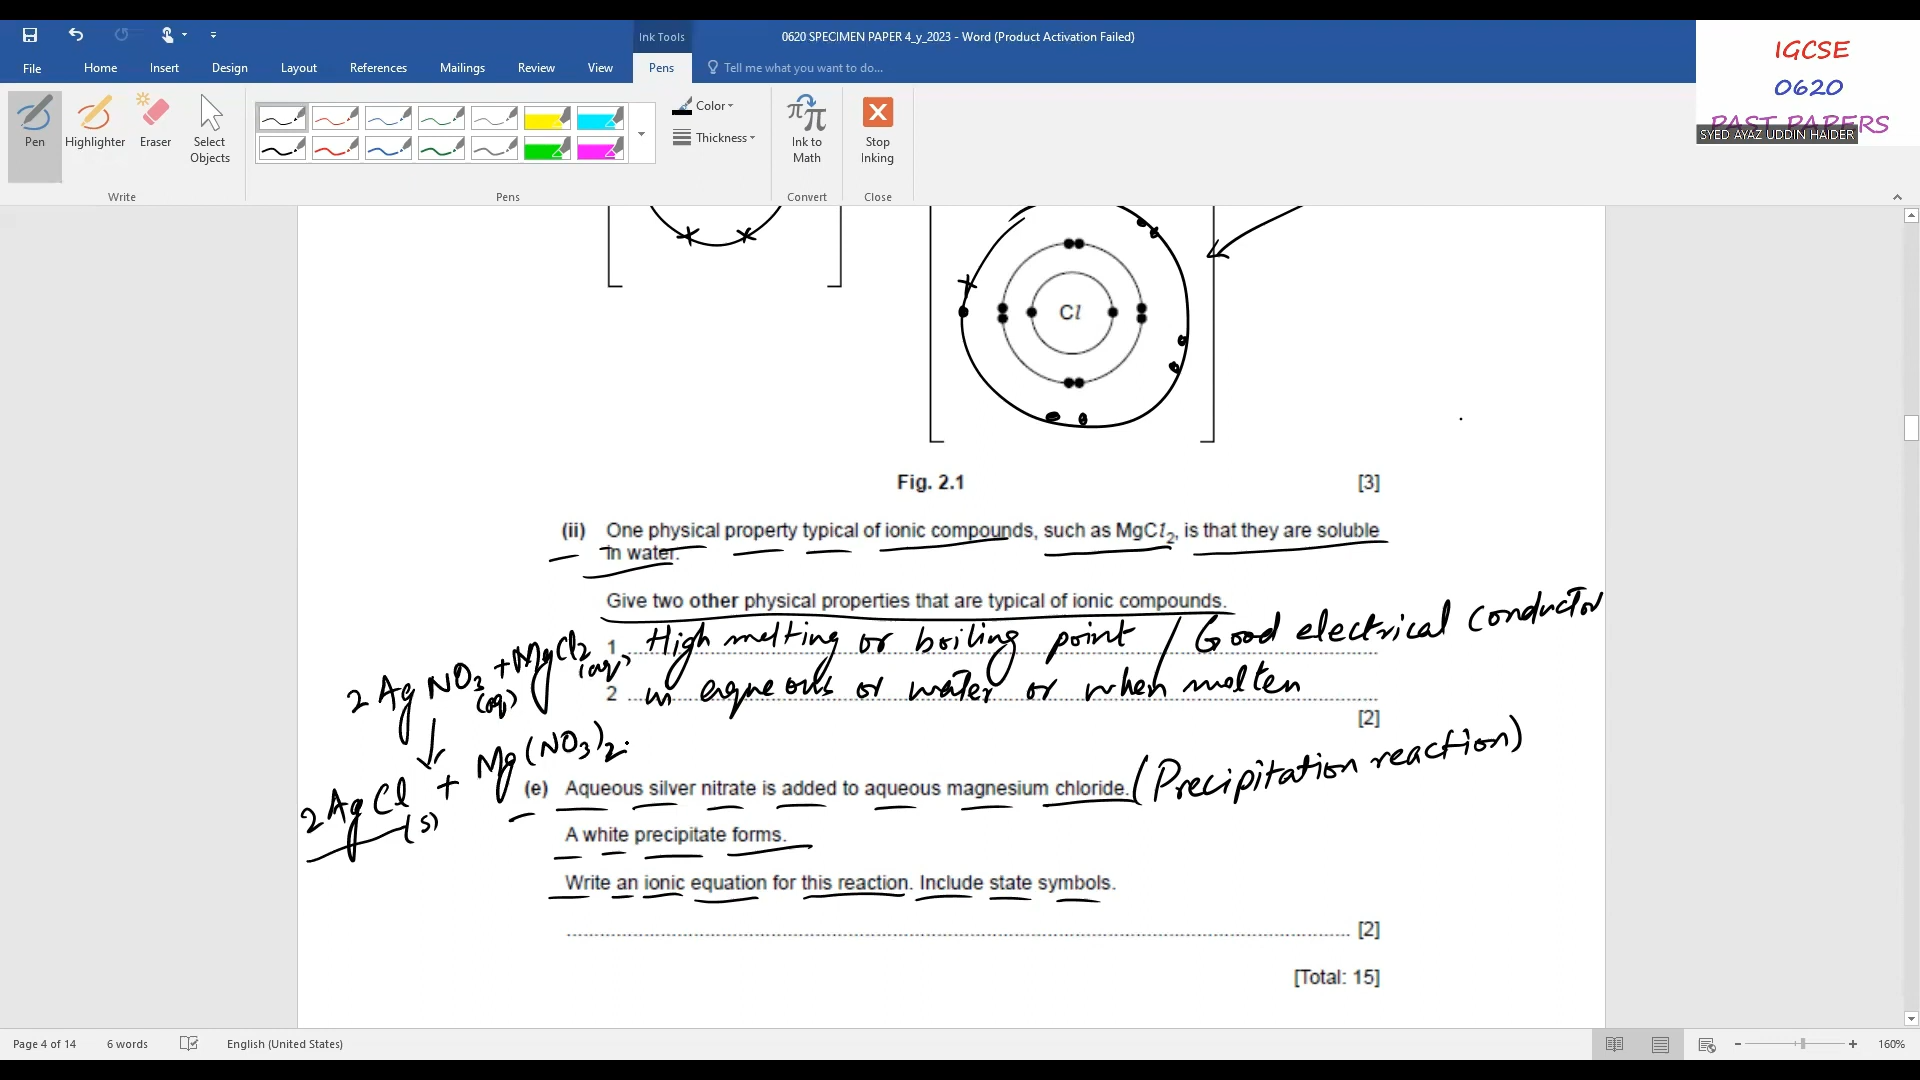 Ink Tools
0620 SPECIMEN PAPER 4_y_2023 - Word (Product Activation Failed)
File Home Insert Design Layout References Mailings Review View Pens Tell me what you want to do...
IGCSE
0620
PAST PAPERS
SYED AYAZ UDDIN HAIDER
Pen Highlighter Eraser Select Objects
Color
Thickness
Ink to Math
Stop Inking
Write Pens Convert Close
Cl
Fig. 2.1 [3]
(ii) One physical property typical of ionic compounds, such as MgCl2, is that they are soluble
in water.
Give two other physical properties that are typical of ionic compounds.
1 High melting or boiling point / Good electrical conductor
2 in aqeous or water or when molten
[2]
2 AgNO3 (aq) + MgCl2 (aq)
2AgCl (s) + Mg(NO3)2
(e) Aqueous silver nitrate is added to aqueous magnesium chloride. (Precipitation reaction)
A white precipitate forms.
Write an ionic equation for this reaction. Include state symbols.
[2]
[Total: 15]
Page 4 of 14 6 words English (United States) 160%